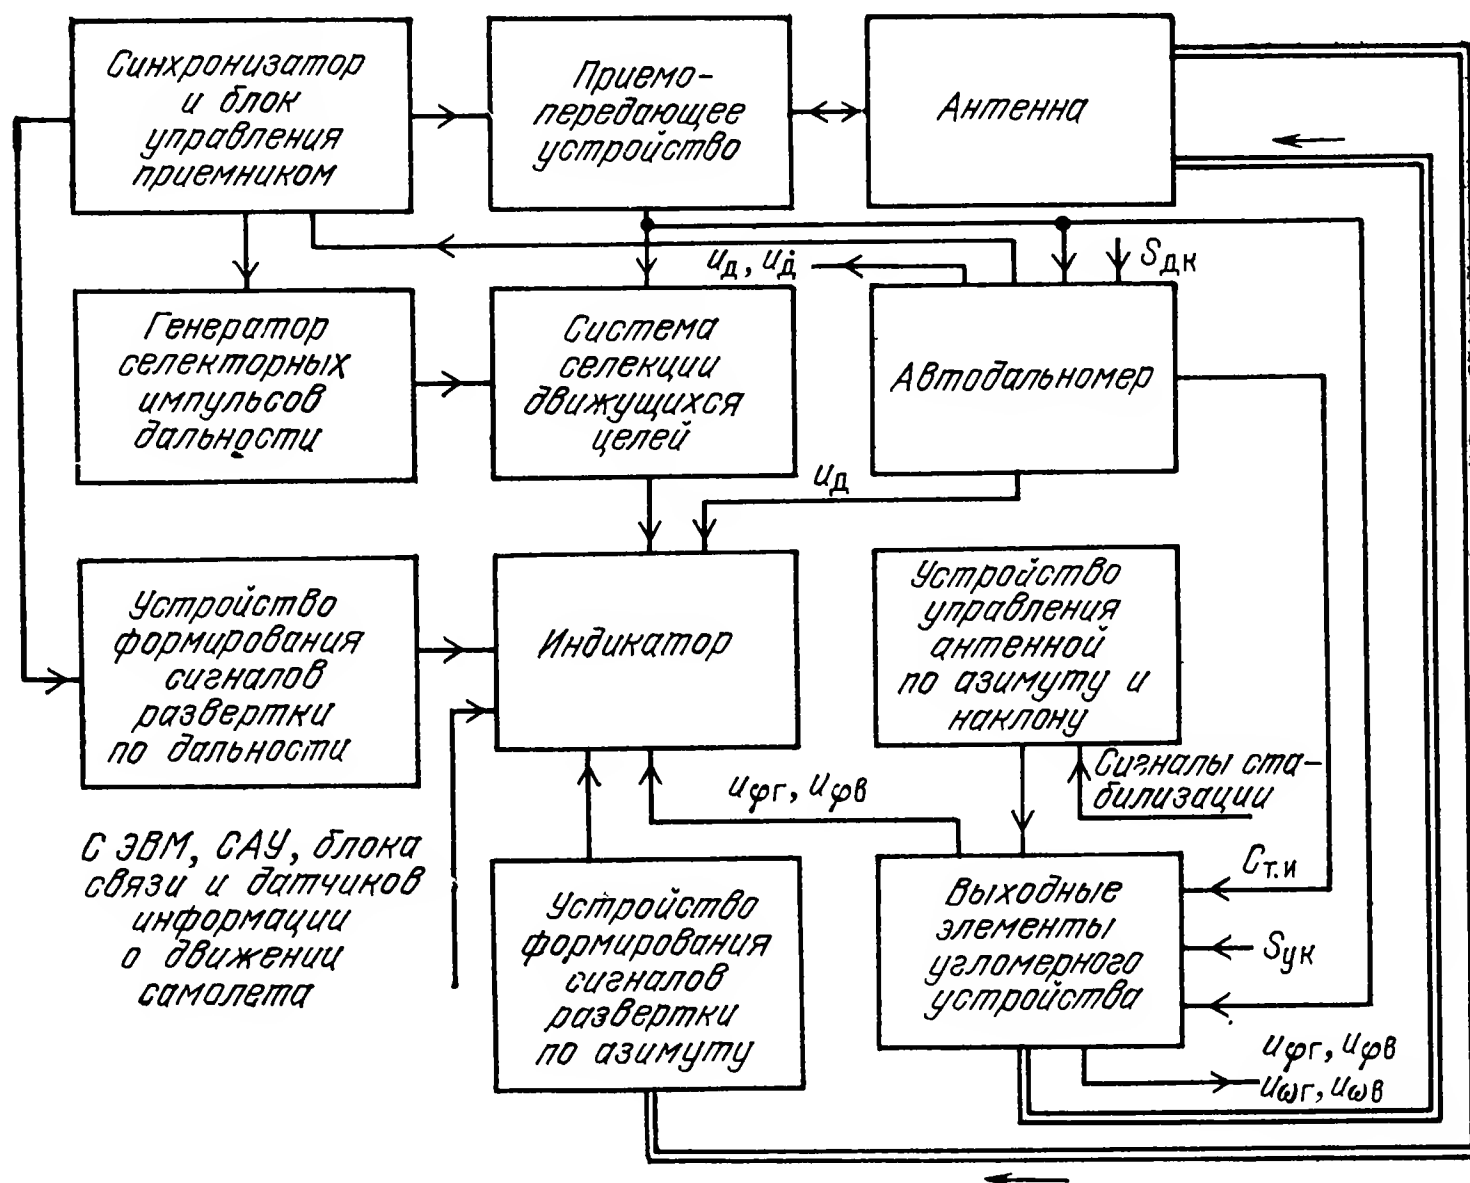 Синхронизатор
и блок
управления
приемником
Приемо-
передающее
устройство
Антенна
uд, uḋ
Sдк
Генератор
селекторных
импульсов
дальности
Система
селекции
движущихся
целей
Автодальномер
uд
Устройство
формирования
сигналов
развертки
по дальности
Индикатор
Устройство
управления
антенной
по азимуту и
наклону
Сигналы ста-
билизации
uφг, uφв
С ЭВМ, САУ, блока
связи и датчиков
информации
о движении
самолета
Устройство
формирования
сигналов
развертки
по азимуту
Выходные
элементы
угломерного
устройства
Ст.и
Sук
uφг, uφв
uωг, uωв